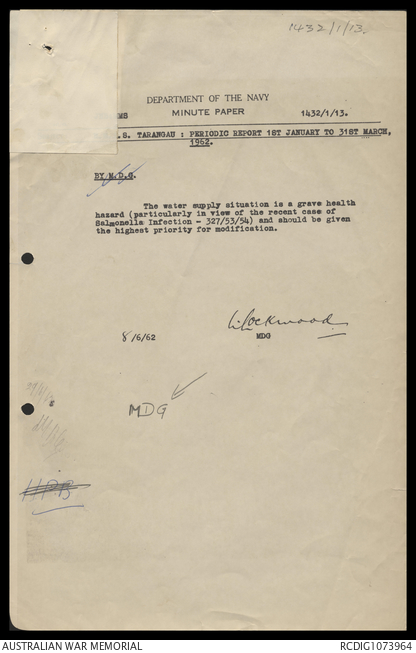 1432/1/13.
DEPARTMENT OF THE NAVY
MS MINUTE PAPER 1432/1/13.
.S. TARANGAU : PERIODIC REPORT 1ST JANUARY TO 31ST MARCH,
1962.
BY M.D.G.
The water supply situation is a grave health
hazard (particularly in view of the recent case of
Salmonella Infection - 327/53/54) and should be given
the highest priority for modification.
Lockwood
8/6/62 MDG
MDG
HPB
AUSTRALIAN WAR MEMORIAL RCDIG1073964